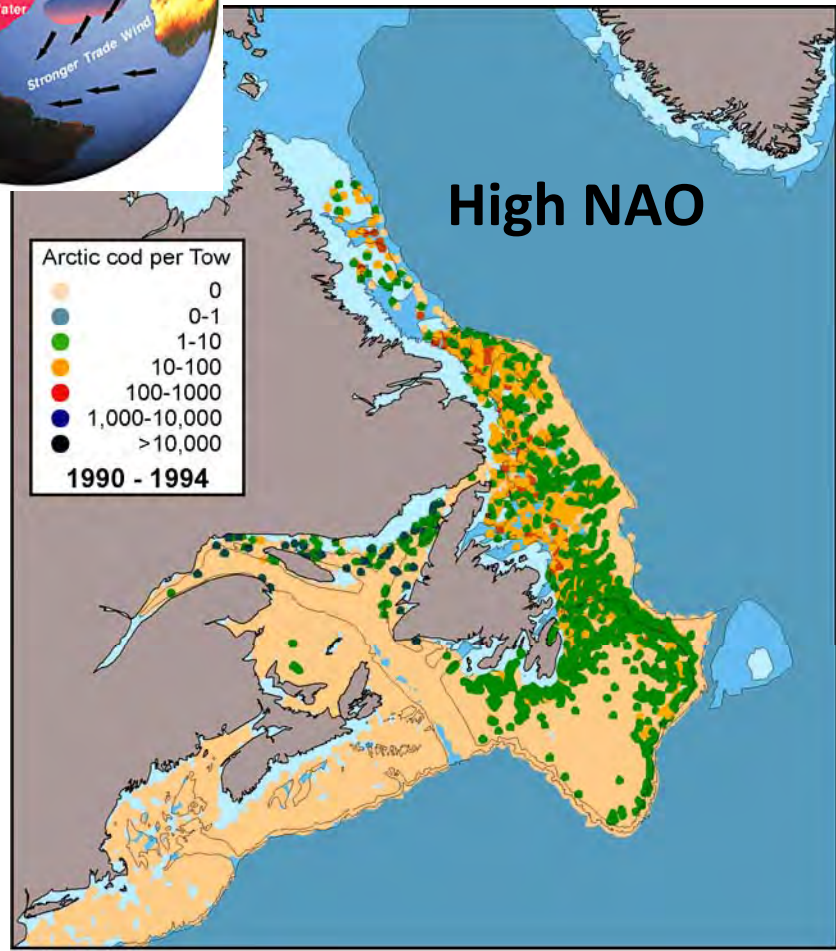 Stronger Trade Wind
High NAO
Arctic cod per Tow
0
0-1
1-10
10-100
100-1000
1,000-10,000
>10,000
1990 - 1994